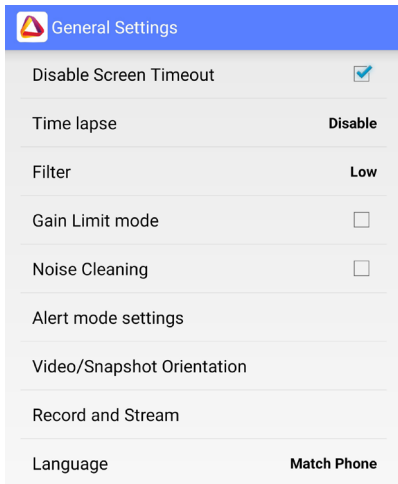 General Settings
Disable Screen Timeout
Time lapse Disable
Filter Low
Gain Limit mode
Noise Cleaning
Alert mode settings
Video/Snapshot Orientation
Record and Stream
Language Match Phone